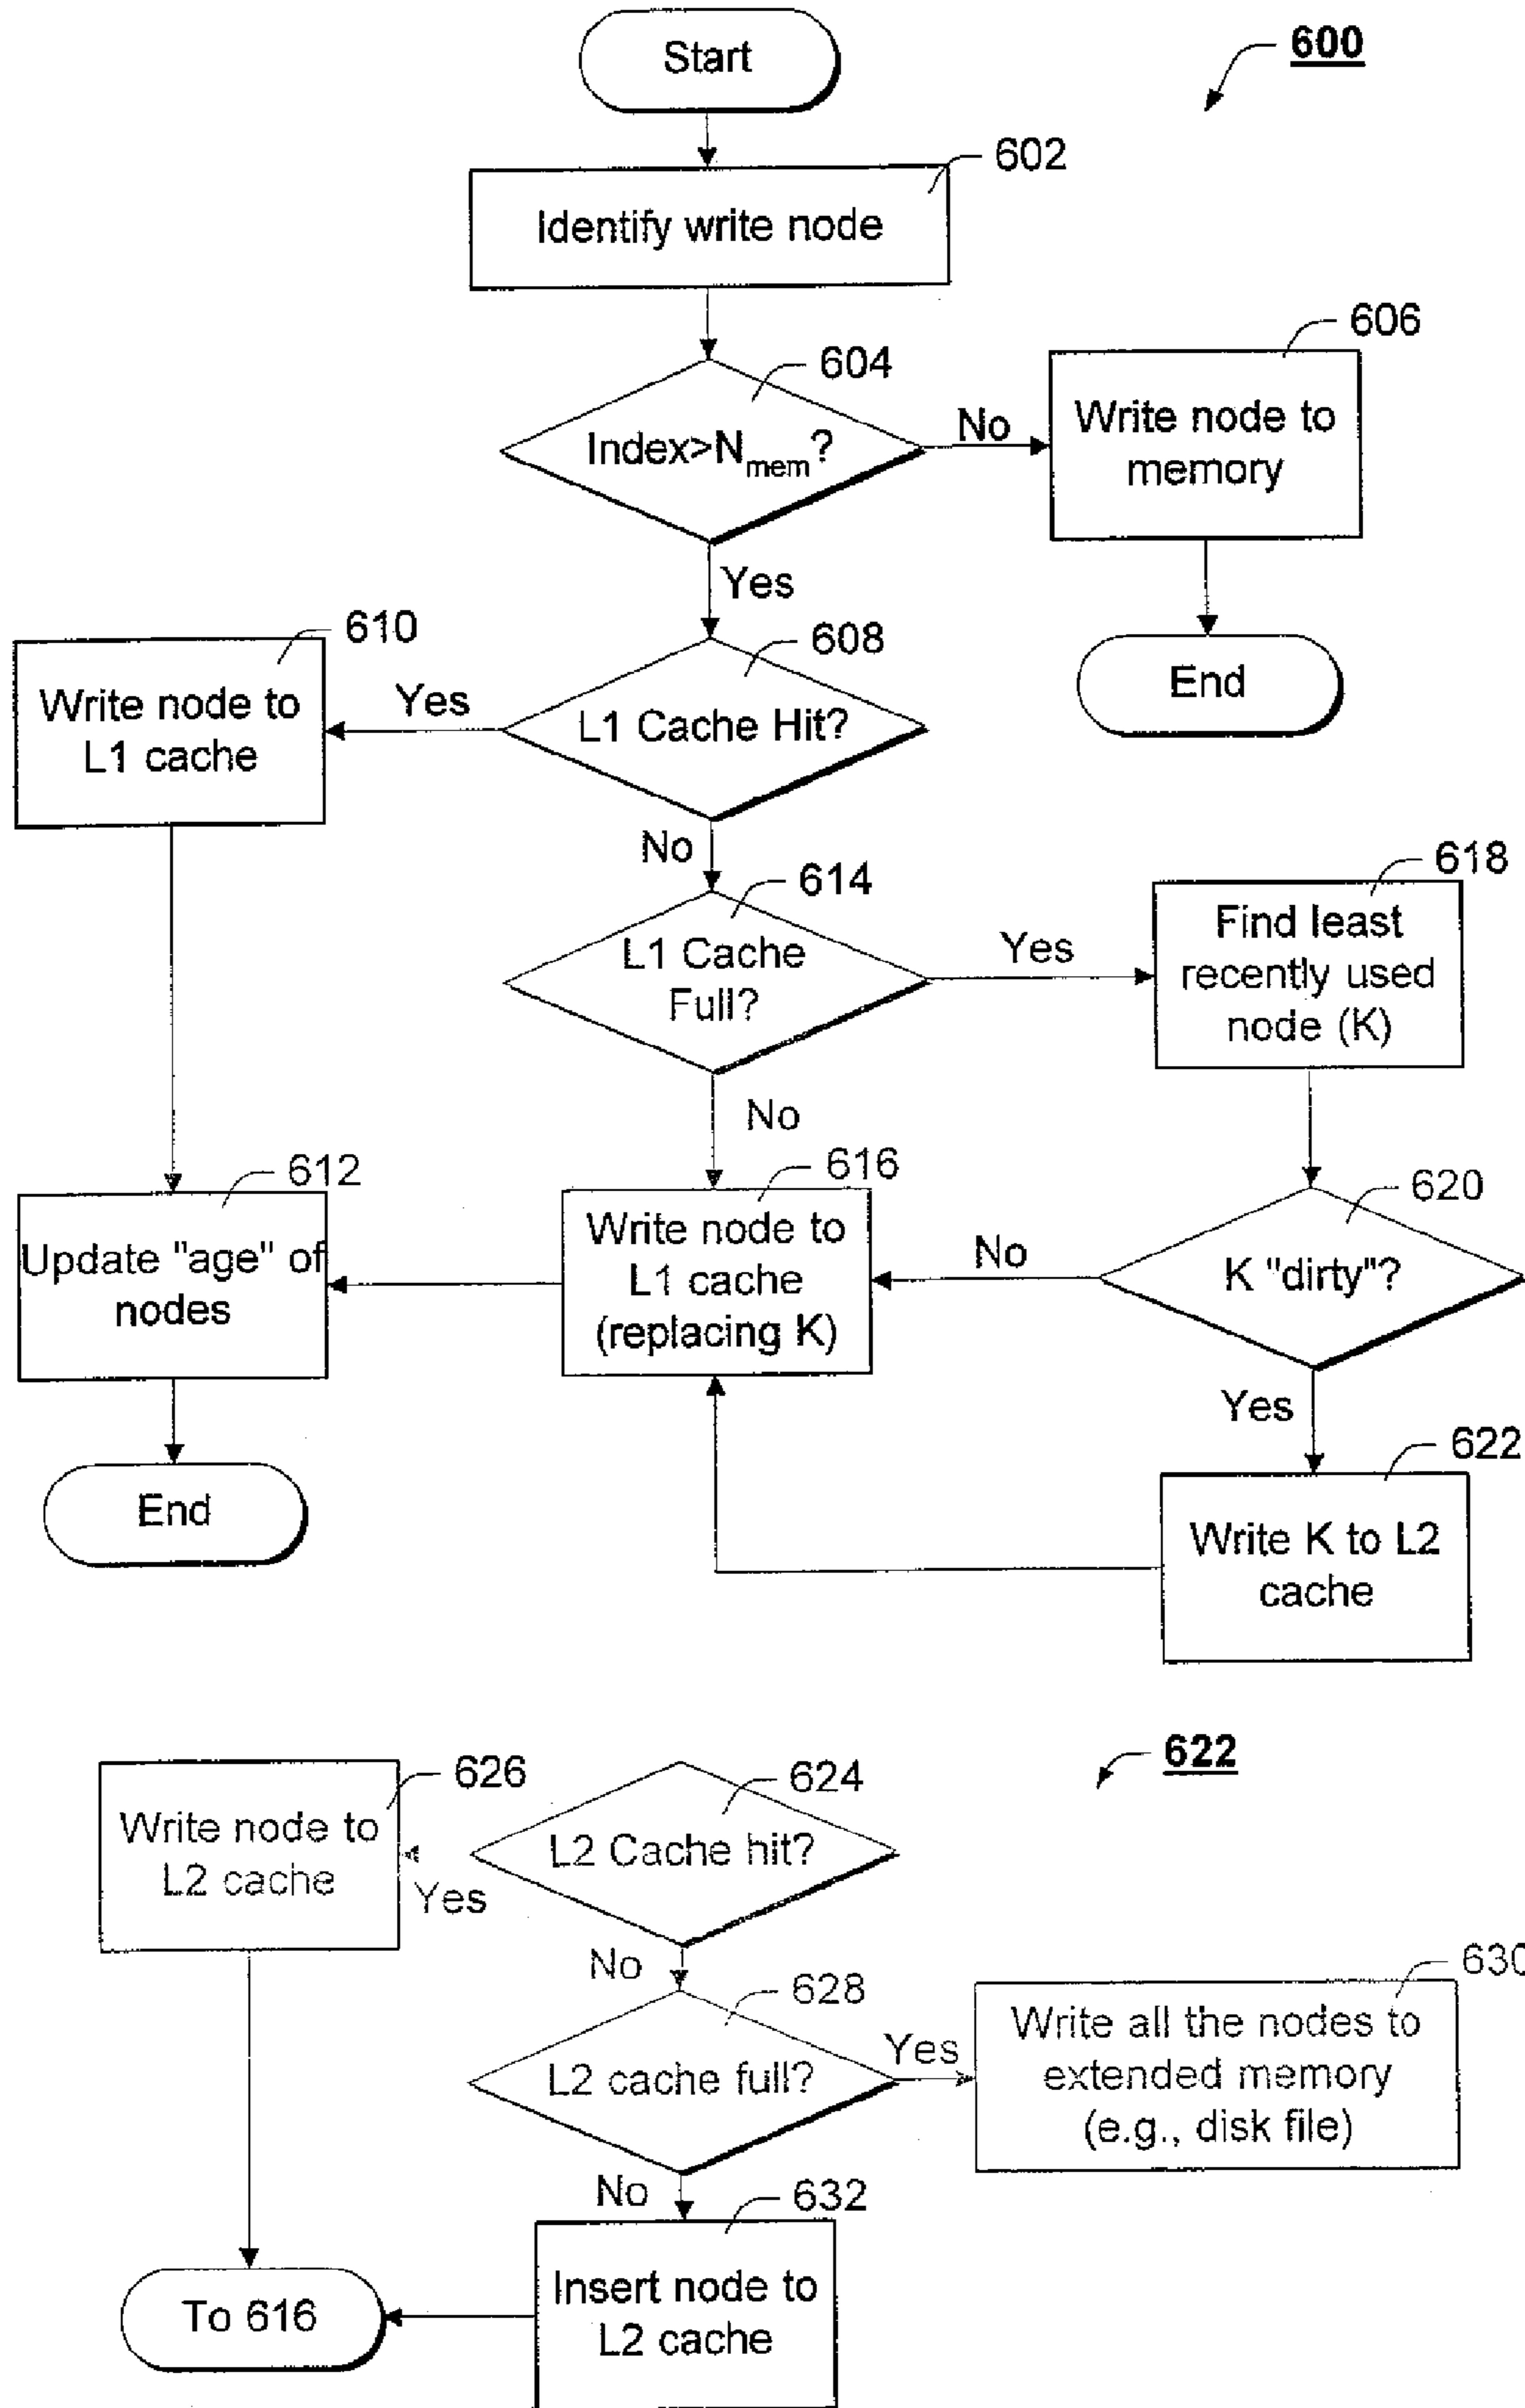 Start
600
602
Identify write node
604
Index>Nmem?
No
606
Write node to
memory
Yes
End
608
L1 Cache Hit?
Yes
610
Write node to
L1 cache
No
614
L1 Cache
Full?
Yes
618
Find least
recently used
node (K)
No
612
Update "age" of
nodes
616
Write node to
L1 cache
(replacing K)
No
620
K "dirty"?
Yes
End
622
Write K to L2
cache
622
626
Write node to
L2 cache
Yes
624
L2 Cache hit?
No
628
L2 cache full?
Yes
630
Write all the nodes to
extended memory
(e.g., disk file)
No
632
Insert node to
L2 cache
To 616